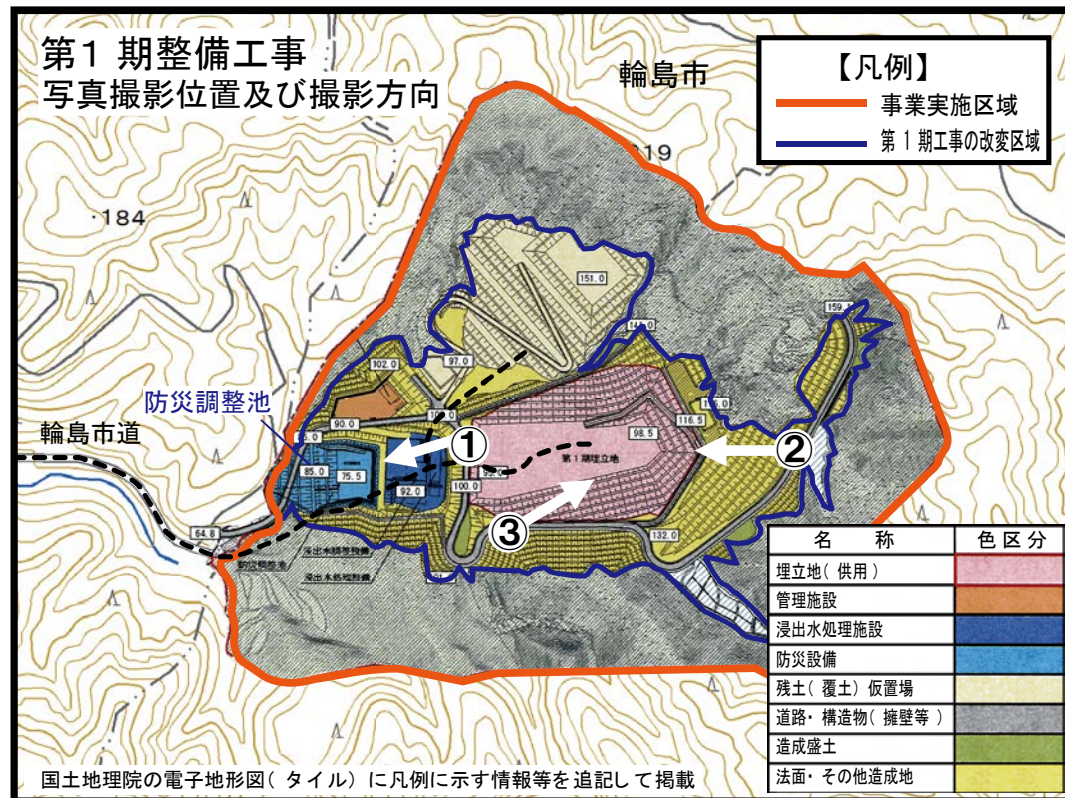 第1 期整備工事
写真撮影位置及び撮影方向
輪島市
【凡例】
事業実施区域
第 1 期工事の改変区域
・184
151.0
97.0
102.0
防災調整池
輪島市道
90.0
85.0
75.5
92.0
100.0
98.5
116.5
第1期埋立地
132.0
64.8
①
②
③
浸出水調整設備
防災調整池
浸出水処理設備
名 称 色 区 分
埋立地( 供用 )
管理施設
浸出水処理施設
防災設備
残土( 覆土) 仮置場
道路・構造物( 擁壁等 )
造成盛土
法面・その他造成地
国土地理院の電子地形図( タイル) に凡例に示す情報等を追記して掲載